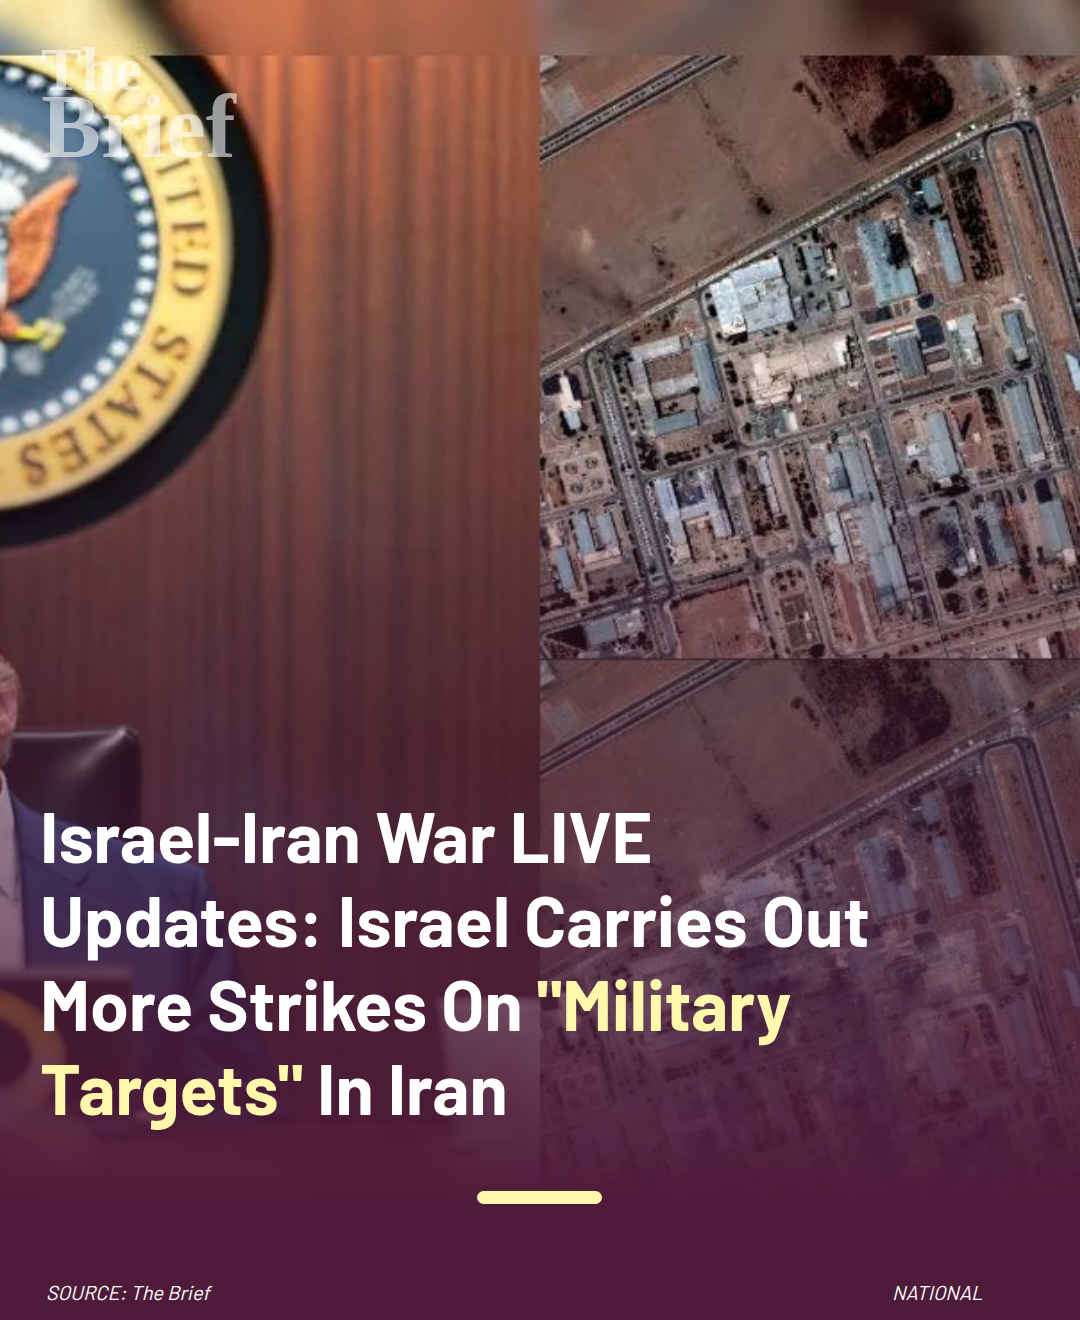 The
Brief
ITED STATES
Israel-Iran War LIVE
Updates: Israel Carries Out
More Strikes On "Military
Targets" In Iran
SOURCE: The Brief
NATIONAL